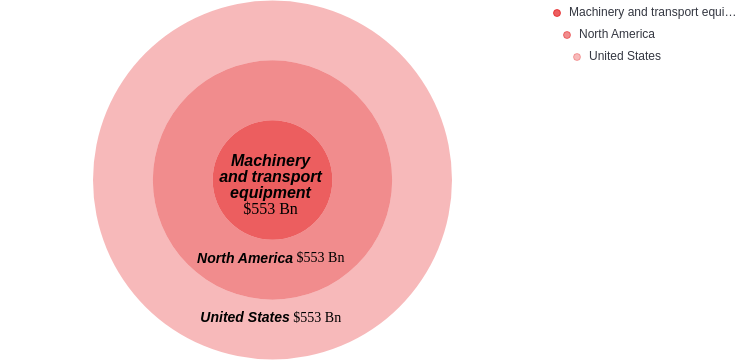 Machinery
and transport
equipment
$553 Bn
North America $553 Bn
United States $553 Bn
Machinery and transport equi…
North America
United States